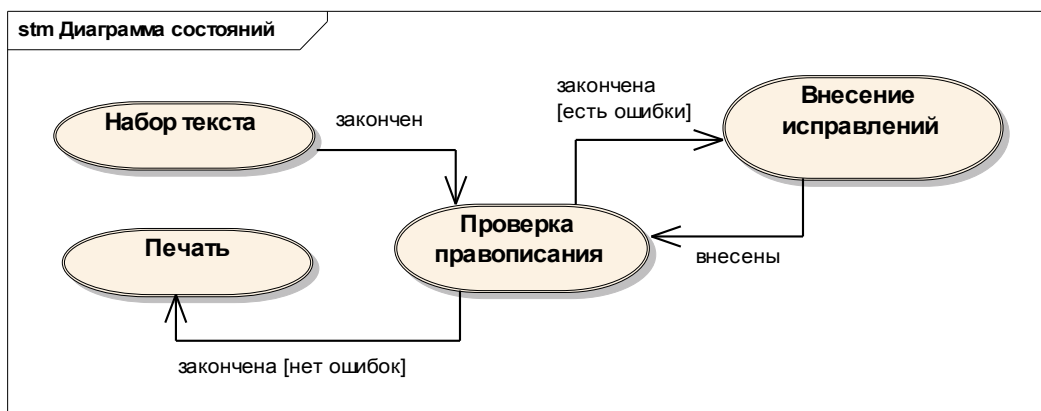 stm Диаграмма состояний
Набор текста
закончен
закончена
[есть ошибки]
Внесение
исправлений
Проверка
правописания
внесены
Печать
закончена [нет ошибок]